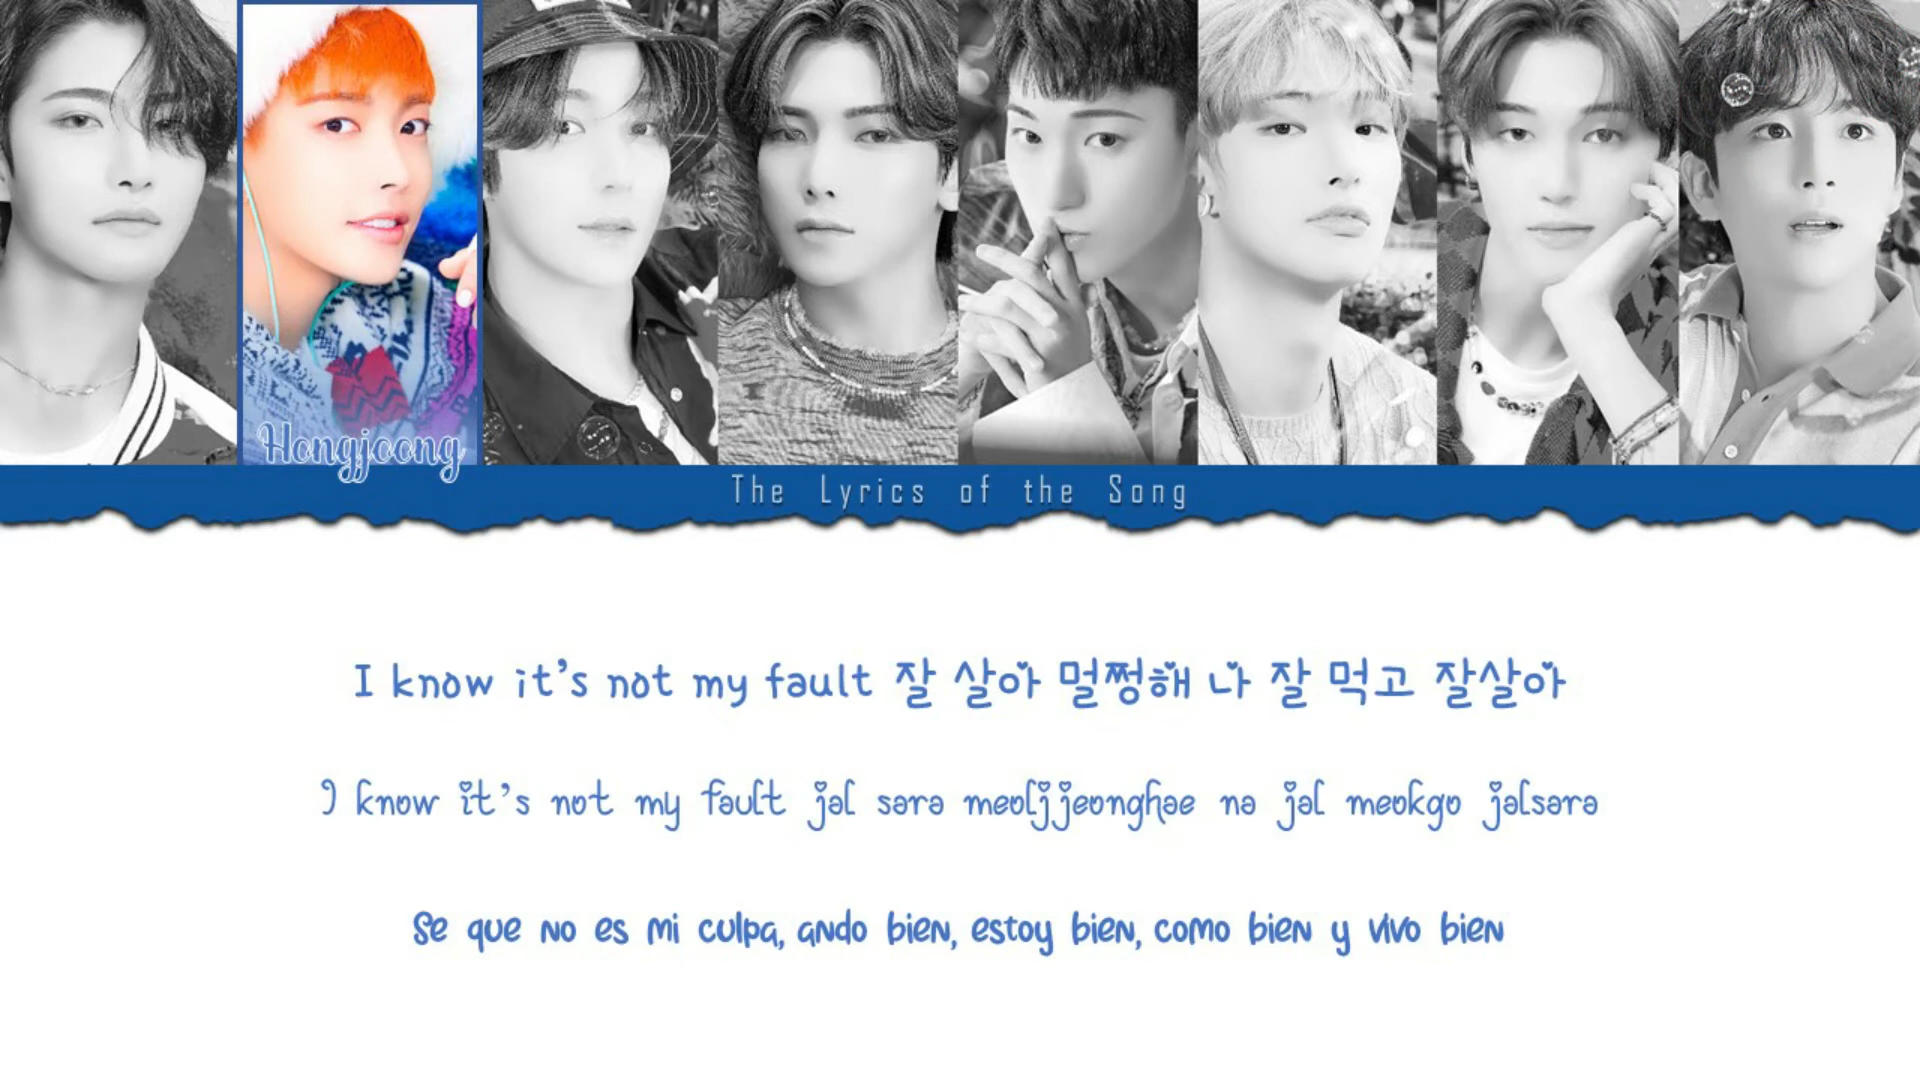 Hongjoong
The Lyrics of the Song
I know it's not my fault 잘 살아 멀쩡해 나 잘 먹고 잘살아
I know it's not my fault jal sara meoljjeonghae na jal meokgo jalsara
Se que no es mi culpa, ando bien, estoy bien, como bien y vivo bien